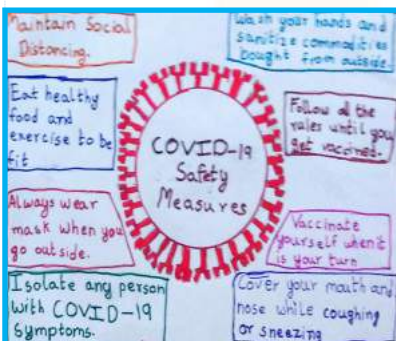 Maintain Social
Distancing.
Wash your hands and
sanitize commodities
bought from outside.
Eat healthy
food and
exercise to be
fit
COVID-19
Safety
Measures
Follow all the
rules until you
get vaccined.
Always wear
mask when you
go outside.
Vaccinate
yourself when it
is your turn
Isolate any person
with COVID-19
Symptoms.
Cover your mouth and
nose while coughing
or sneezing